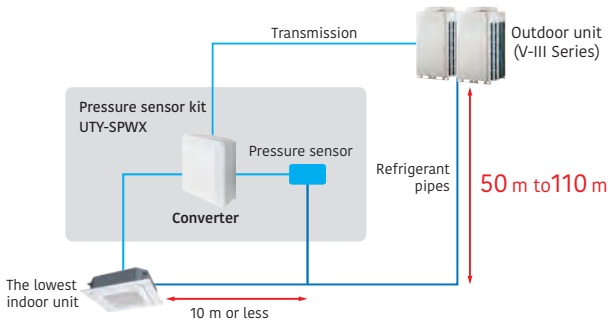 Transmission
Outdoor unit
(V-III Series)
Pressure sensor kit
UTY-SPWX
Pressure sensor
Converter
Refrigerant
pipes
50 m to110 m
The lowest
indoor unit
10 m or less